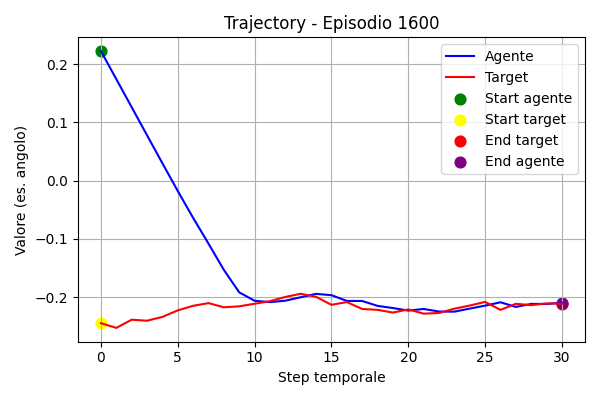 Trajectory - Episodio 1600
Valore (es. angolo)
0.2
0.1
0.0
−0.1
−0.2
0
5
10
15
20
25
30
Step temporale
Agente
Target
Start agente
Start target
End target
End agente